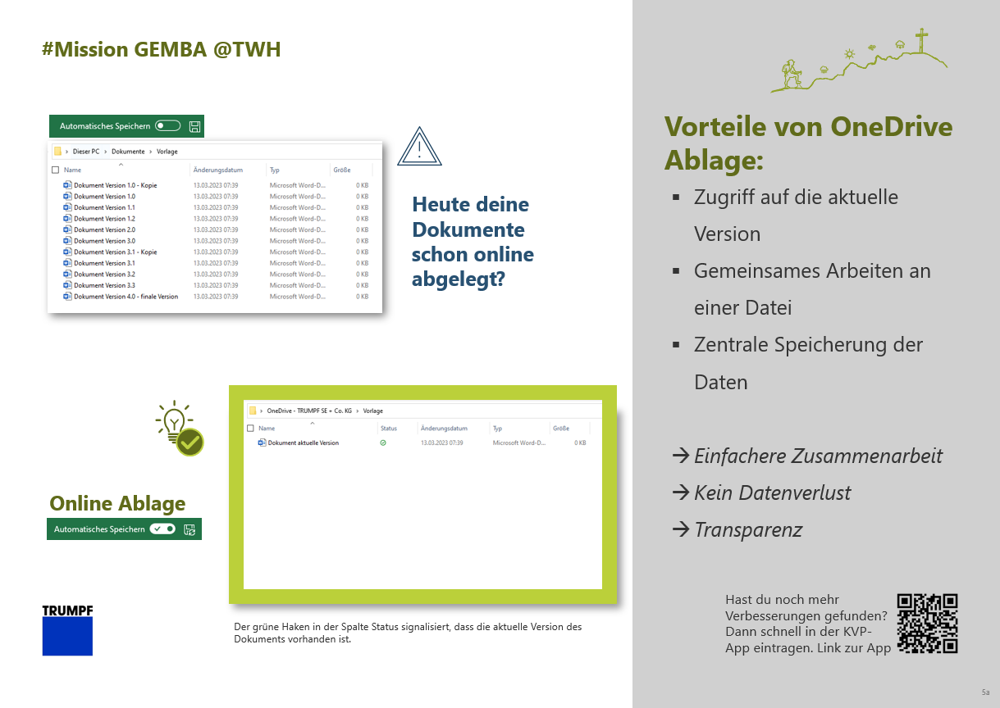 #Mission GEMBA @TWH
Automatisches Speichern
Dieser PC › Dokumente › Vorlage
Name Änderungsdatum Typ Größe
Dokument Version 1.0 - Kopie 13.03.2023 07:39 Microsoft Word-D... 0 KB
Dokument Version 1.0 13.03.2023 07:39 Microsoft Word-D... 0 KB
Dokument Version 1.1 13.03.2023 07:39 Microsoft Word-D... 0 KB
Dokument Version 1.2 13.03.2023 07:39 Microsoft Word-D... 0 KB
Dokument Version 2.0 13.03.2023 07:39 Microsoft Word-D... 0 KB
Dokument Version 3.0 13.03.2023 07:39 Microsoft Word-D... 0 KB
Dokument Version 3.1 - Kopie 13.03.2023 07:39 Microsoft Word-D... 0 KB
Dokument Version 3.1 13.03.2023 07:39 Microsoft Word-D... 0 KB
Dokument Version 3.2 13.03.2023 07:39 Microsoft Word-D... 0 KB
Dokument Version 3.3 13.03.2023 07:39 Microsoft Word-D... 0 KB
Dokument Version 4.0 - finale Version 13.03.2023 07:39 Microsoft Word-D... 0 KB
Heute deine
Dokumente
schon online
abgelegt?
Online Ablage
Automatisches Speichern
OneDrive - TRUMPF SE + Co. KG › Vorlage
Name Status Änderungsdatum Typ Größe
Dokument aktuelle Version 13.03.2023 07:39 Microsoft Word-D... 0 KB
Der grüne Haken in der Spalte Status signalisiert, dass die aktuelle Version des
Dokuments vorhanden ist.
TRUMPF
Vorteile von OneDrive
Ablage:
▪ Zugriff auf die aktuelle
Version
▪ Gemeinsames Arbeiten an
einer Datei
▪ Zentrale Speicherung der
Daten
→ Einfachere Zusammenarbeit
→ Kein Datenverlust
→ Transparenz
Hast du noch mehr
Verbesserungen gefunden?
Dann schnell in der KVP-
App eintragen. Link zur App
5a